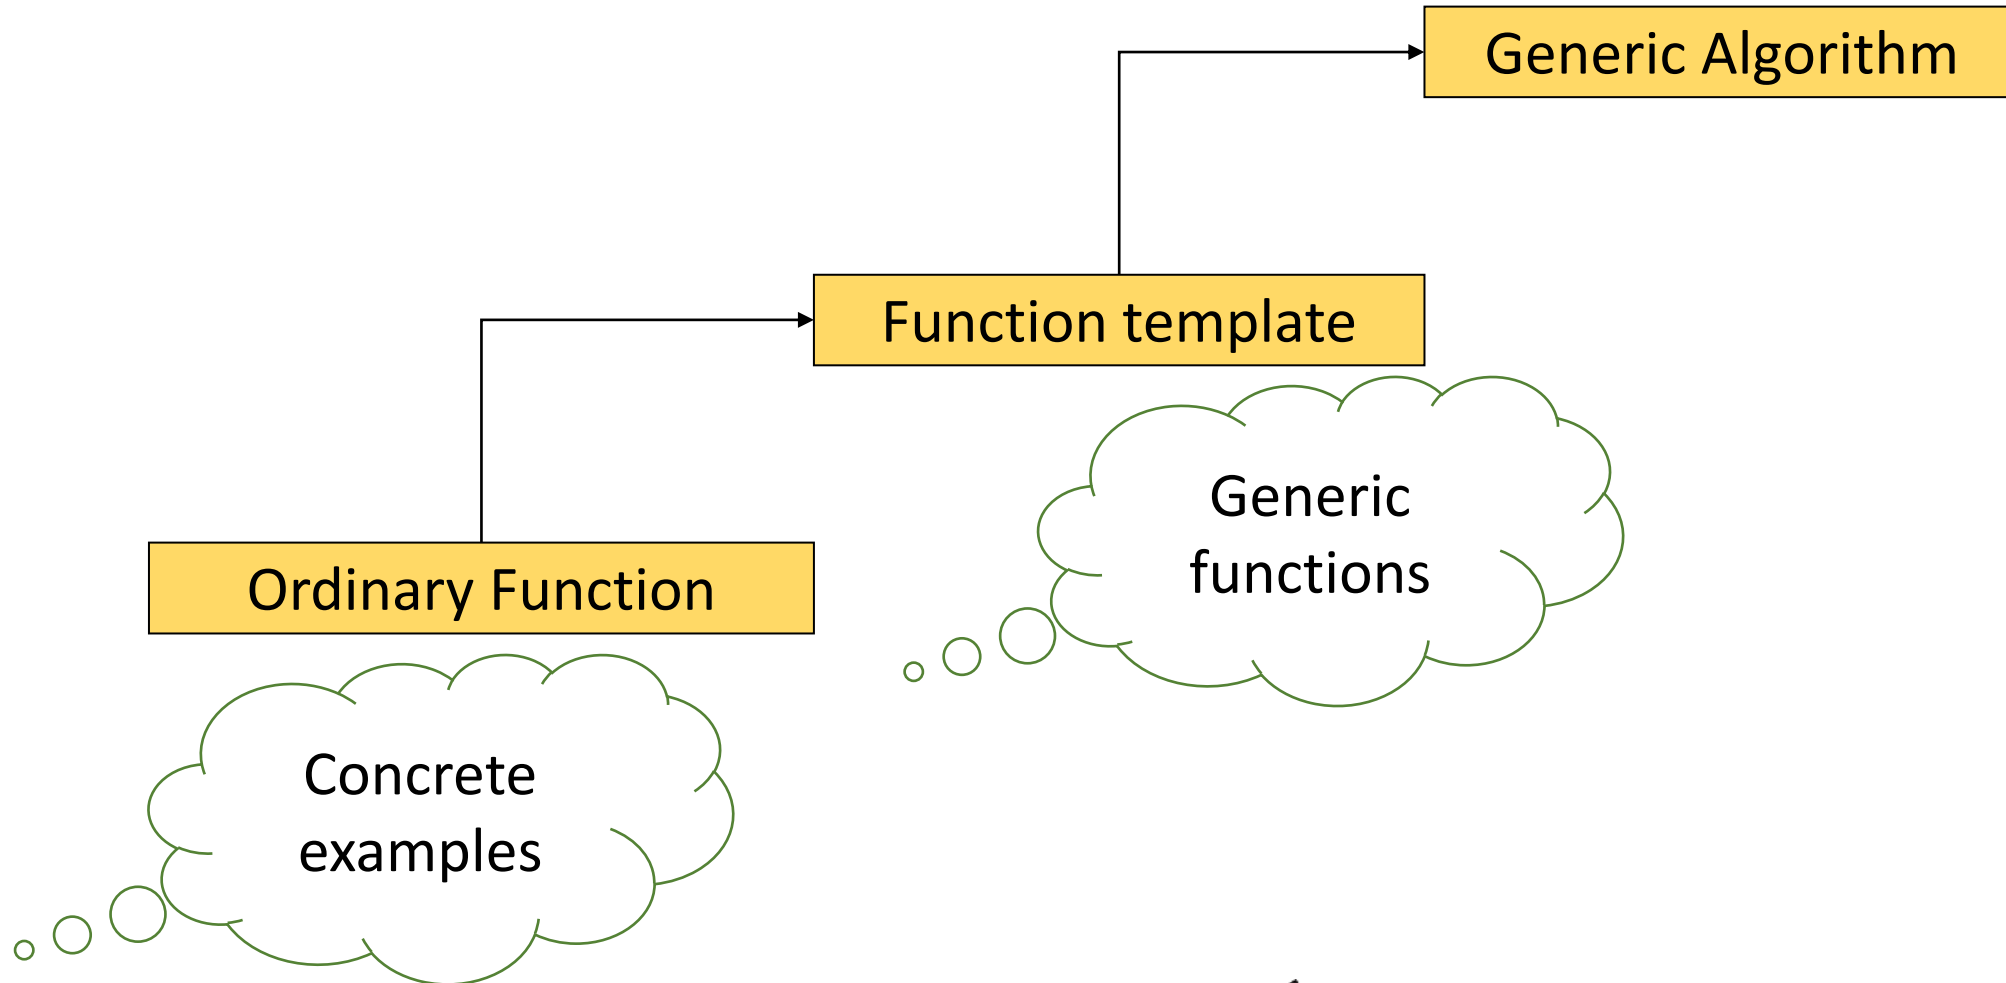 Generic Algorithm
Function template
Generic
functions
Ordinary Function
Concrete
examples